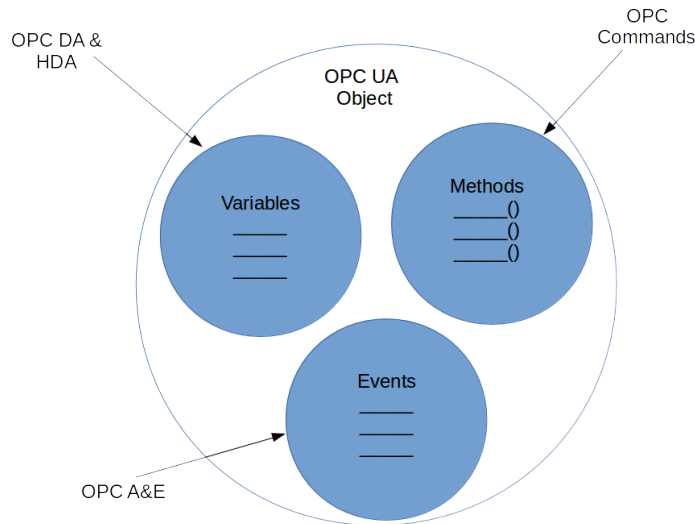 OPC DA &
HDA
OPC
Commands
OPC UA
Object
Variables
______
______
______
Methods
______()
______()
______()
Events
______
______
______
OPC A&E